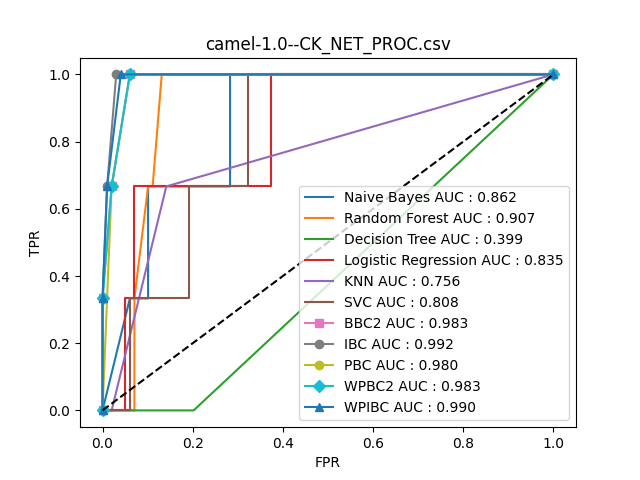 camel-1.0--CK_NET_PROC.csv
TPR
1.0
0.8
0.6
0.4
0.2
0.0
Naive Bayes AUC : 0.862
Random Forest AUC : 0.907
Decision Tree AUC : 0.399
Logistic Regression AUC : 0.835
KNN AUC : 0.756
SVC AUC : 0.808
BBC2 AUC : 0.983
IBC AUC : 0.992
PBC AUC : 0.980
WPBC2 AUC : 0.983
WPIBC AUC : 0.990
0.0 0.2 0.4 0.6 0.8 1.0
FPR